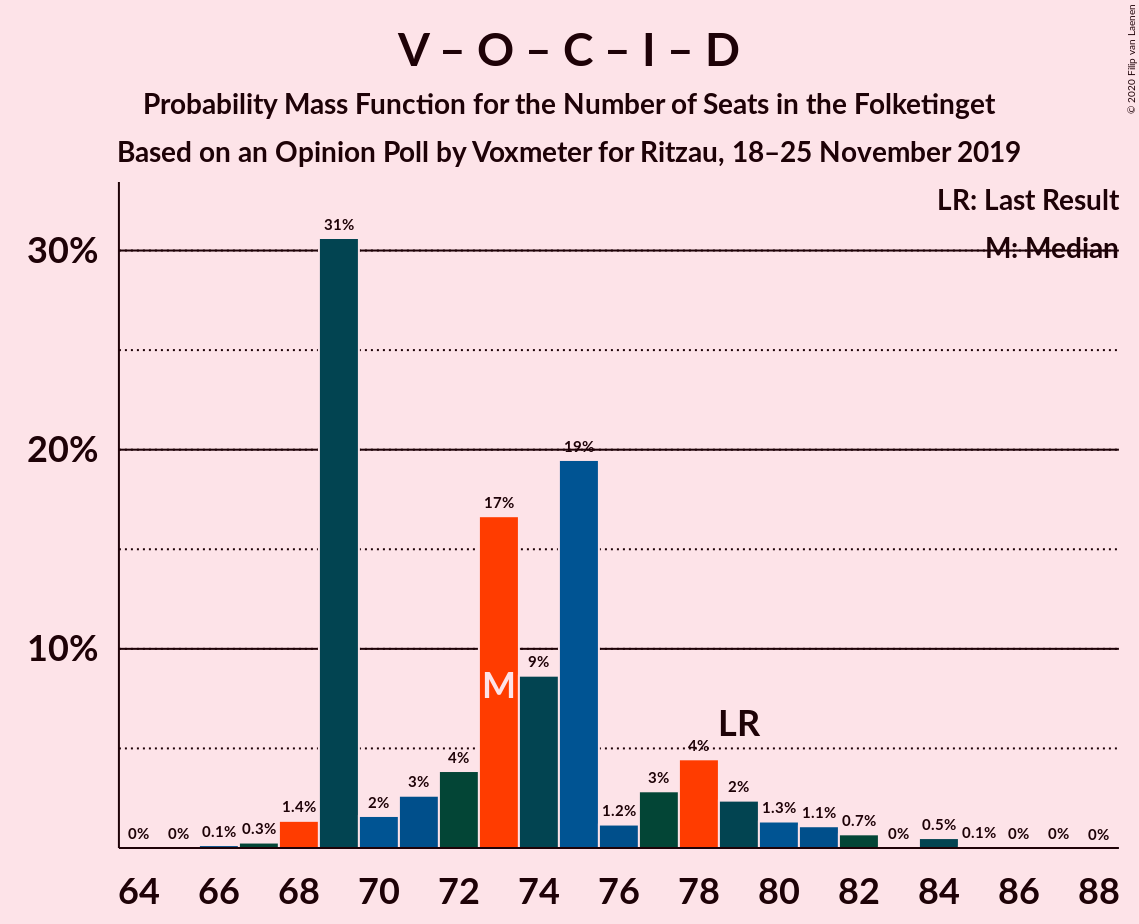 V – O – C – I – D
Probability Mass Function for the Number of Seats in the Folketinget
Based on an Opinion Poll by Voxmeter for Ritzau, 18–25 November 2019
© 2020 Filip van Laenen
LR: Last Result
M: Median
30%
20%
10%
0% 0% 0.1% 0.3% 1.4% 31% 2% 3% 4% 17% 9% 19% 1.2% 3% 4% 2% 1.3% 1.1% 0.7% 0% 0.5% 0.1% 0% 0% 0%
M
LR
64 66 68 70 72 74 76 78 80 82 84 86 88